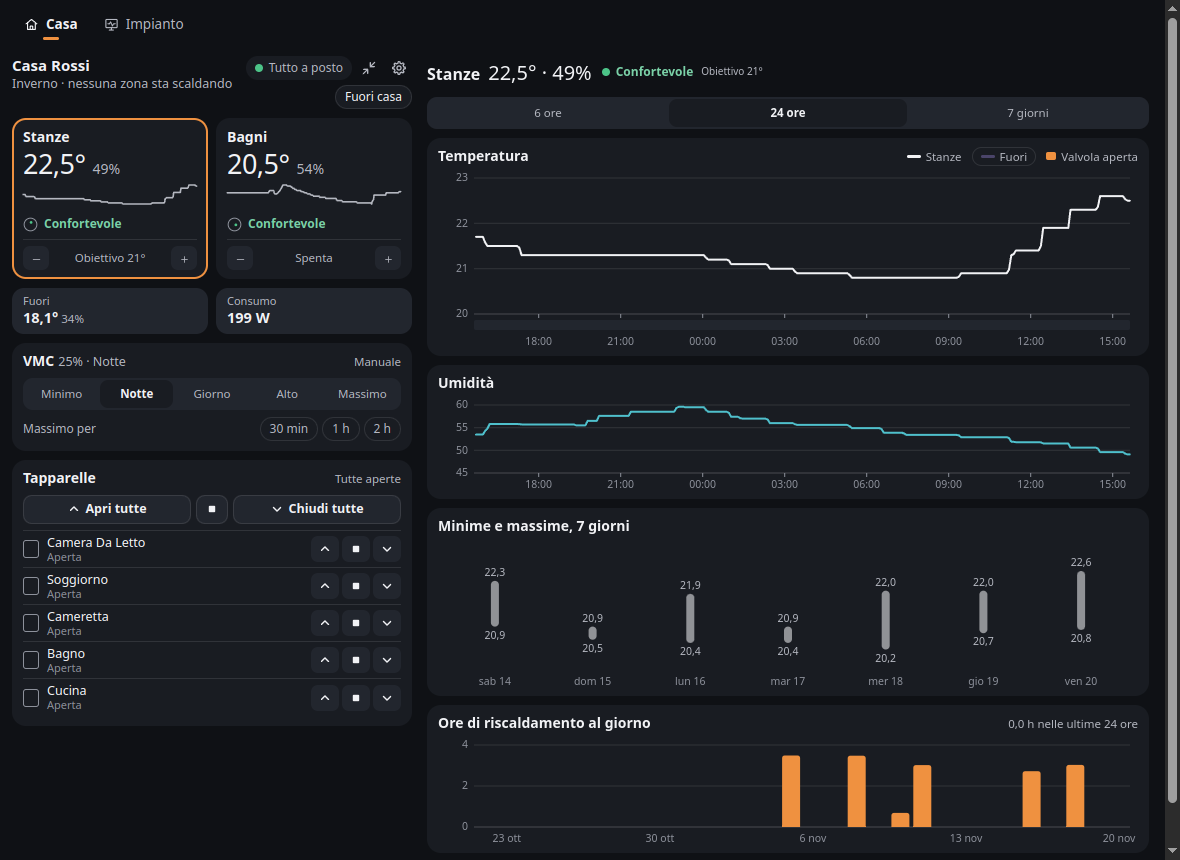 Casa
Impianto
Casa Rossi
Inverno · nessuna zona sta scaldando
Tutto a posto
Fuori casa
Stanze
22,5° 49%
Confortevole
− Obiettivo 21° +
Bagni
20,5° 54%
Confortevole
− Spenta +
Fuori
18,1° 34%
Consumo
199 W
VMC 25% · Notte
Manuale
Minimo Notte Giorno Alto Massimo
Massimo per
30 min 1 h 2 h
Tapparelle
Tutte aperte
Apri tutte
Chiudi tutte
Camera Da Letto
Aperta
Soggiorno
Aperta
Cameretta
Aperta
Bagno
Aperta
Cucina
Aperta
Stanze 22,5° · 49% Confortevole Obiettivo 21°
6 ore 24 ore 7 giorni
Temperatura
Stanze Fuori Valvola aperta
23
22
21
20
18:00 21:00 00:00 03:00 06:00 09:00 12:00 15:00
Umidità
60
55
50
45
18:00 21:00 00:00 03:00 06:00 09:00 12:00 15:00
Minime e massime, 7 giorni
22,3 20,9 21,9 20,9 22,0 22,0 22,6
20,9 20,5 20,4 20,4 20,2 20,7 20,8
sab 14 dom 15 lun 16 mar 17 mer 18 gio 19 ven 20
Ore di riscaldamento al giorno
0,0 h nelle ultime 24 ore
4
2
0
23 ott 30 ott 6 nov 13 nov 20 nov